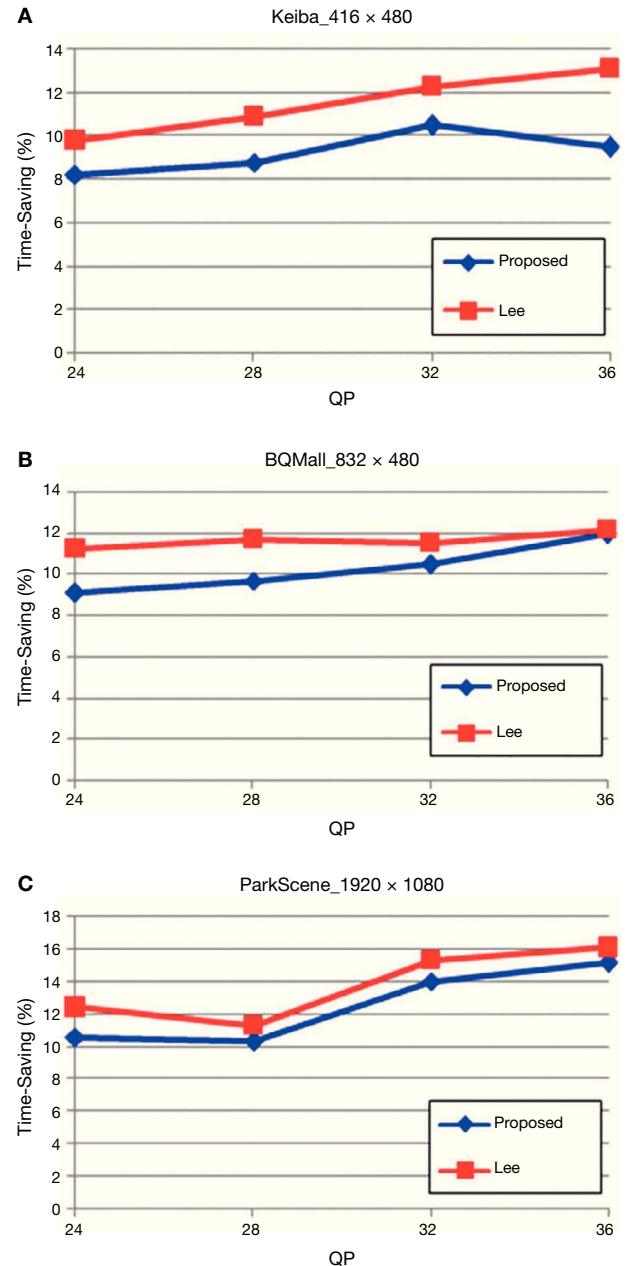 A
Keiba_416 × 480
Time-Saving (%)
14
12
10
8
6
4
2
0
24 28 32 36
QP
Proposed
Lee
B
BQMall_832 × 480
Time-Saving (%)
14
12
10
8
6
4
2
0
24 28 32 36
QP
Proposed
Lee
C
ParkScene_1920 × 1080
Time-Saving (%)
18
16
14
12
10
8
6
4
2
0
24 28 32 36
QP
Proposed
Lee